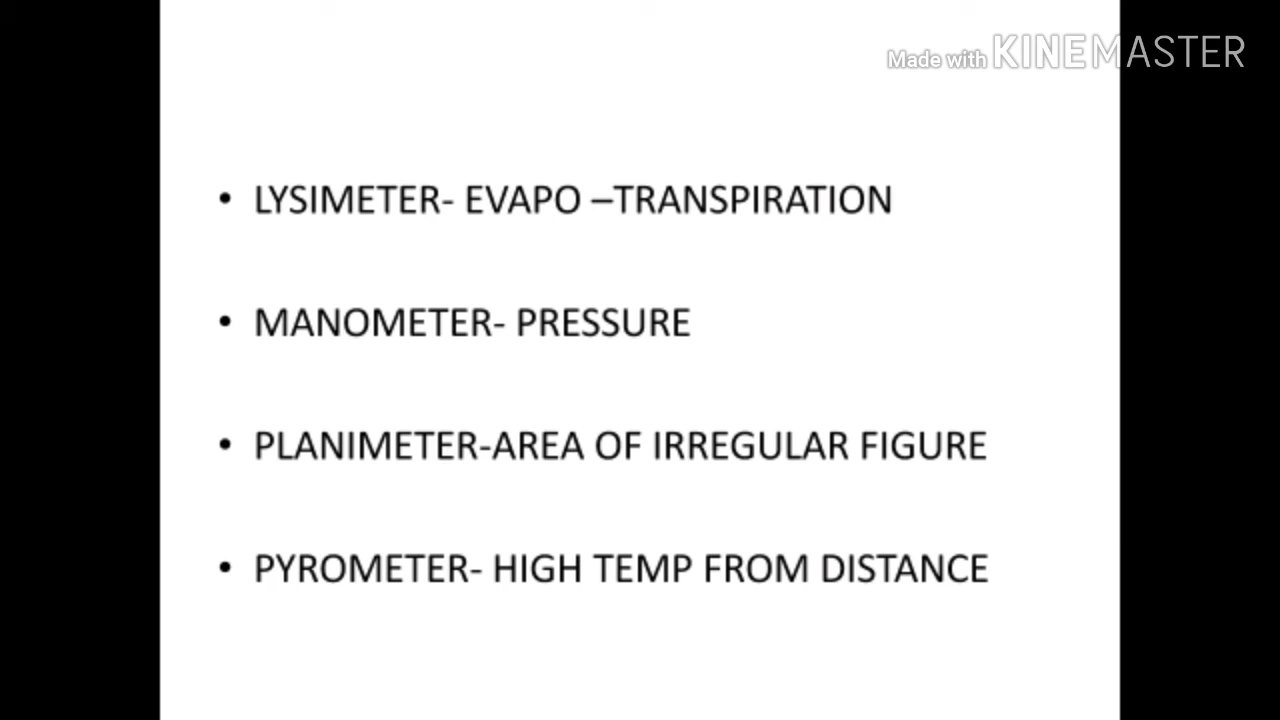 Made with KINEMASTER
• LYSIMETER- EVAPO –TRANSPIRATION
• MANOMETER- PRESSURE
• PLANIMETER-AREA OF IRREGULAR FIGURE
• PYROMETER- HIGH TEMP FROM DISTANCE